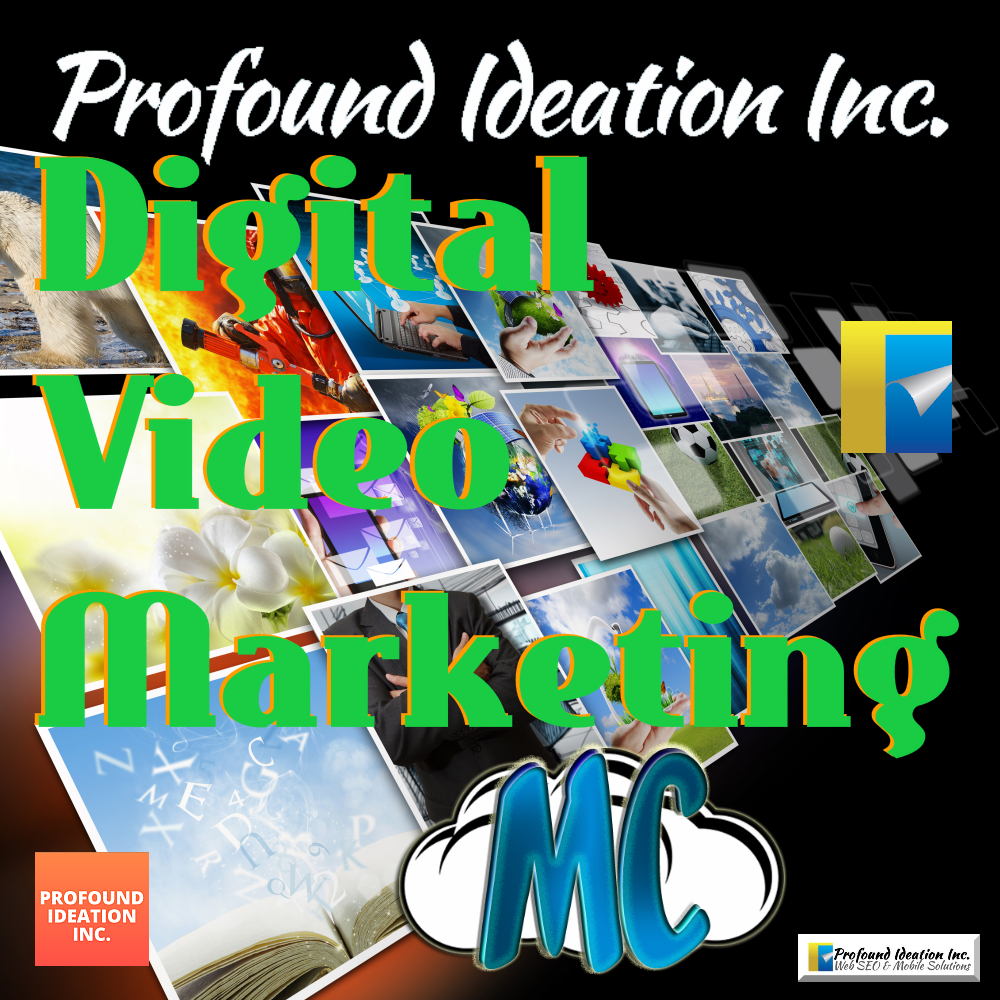 Profound Ideation Inc.
Digital
Video
Marketing
MC
PROFOUND
IDEATION
INC.
Profound Ideation Inc.
Web SEO & Mobile Solutions